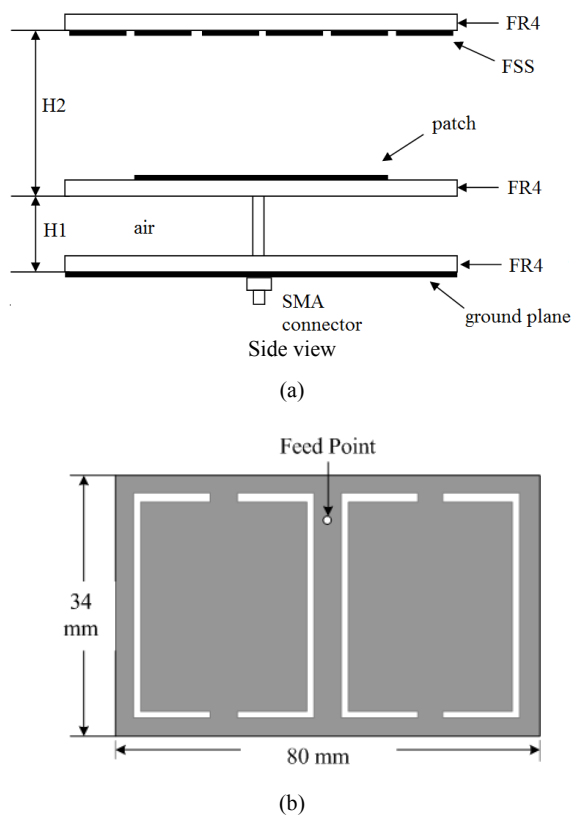 FR4
FSS
H2
patch
FR4
H1
air
FR4
SMA
connector
ground plane
Side view
(a)
Feed Point
34
mm
80 mm
(b)